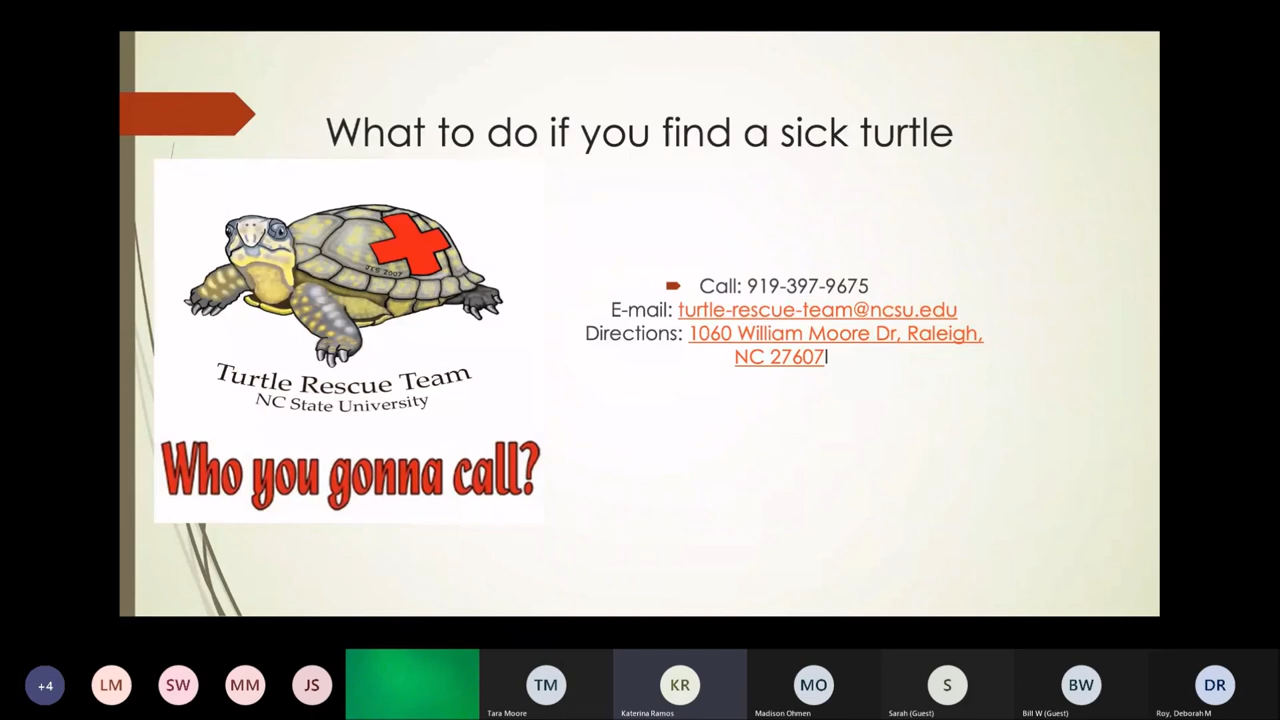 What to do if you find a sick turtle
JCG 2007
Turtle Rescue Team
NC State University
Who you gonna call?
Call: 919-397-9675
E-mail: turtle-rescue-team@ncsu.edu
Directions: 1060 William Moore Dr, Raleigh,
NC 27607
+4
LM
SW
MM
JS
TM
Tara Moore
KR
Katerina Ramos
MO
Madison Ohmen
S
Sarah (Guest)
BW
Bill W (Guest)
DR
Roy, Deborah M